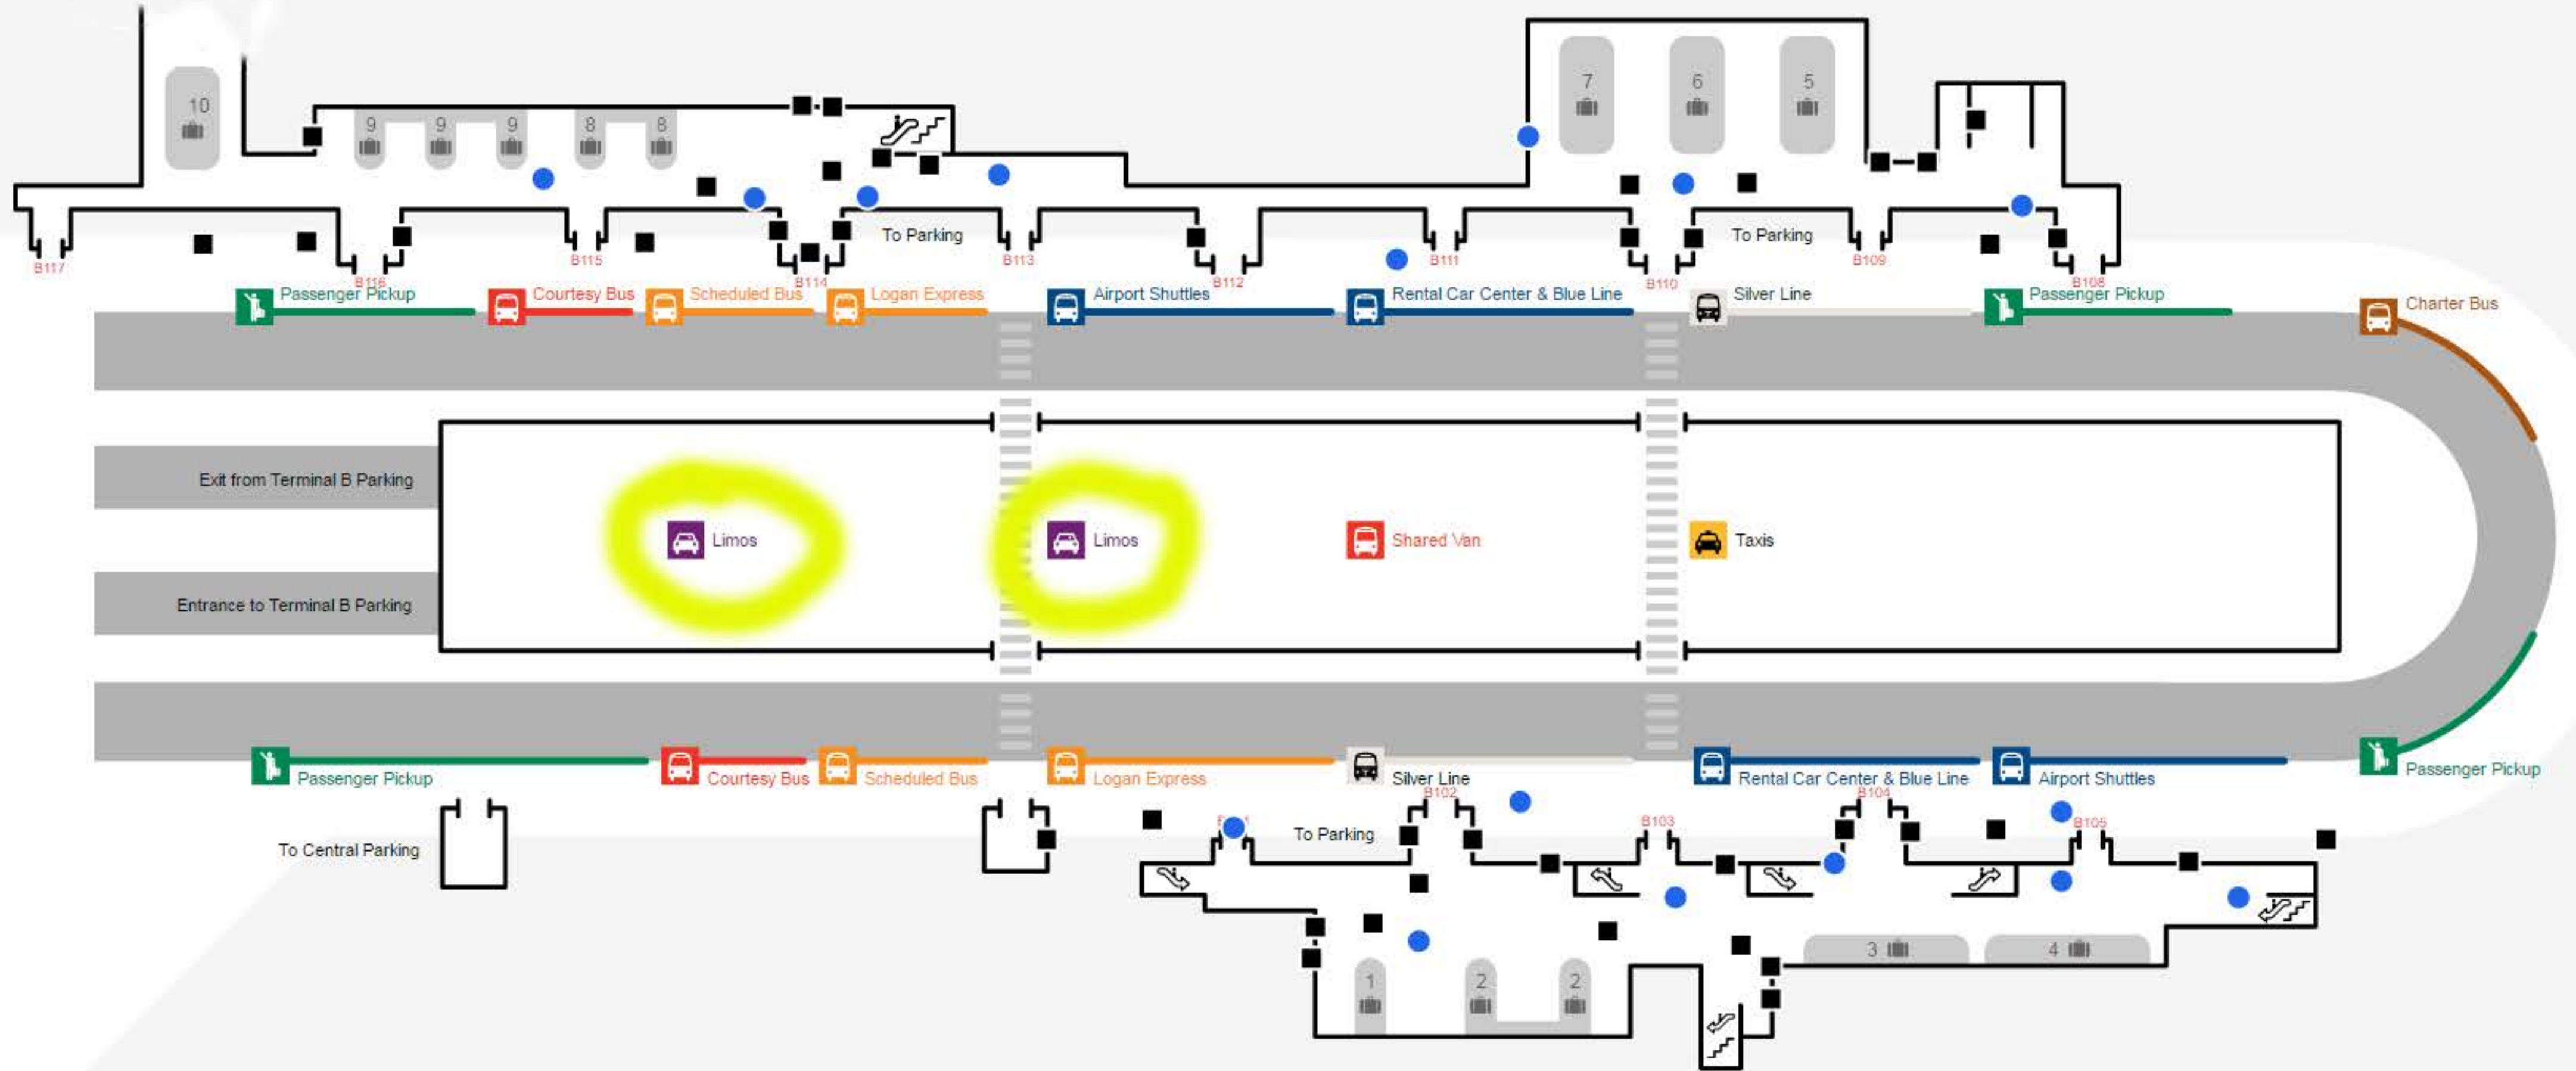 10
9
9
9
8
8
7
6
5
To Parking
To Parking
B117
B116
B115
B114
B113
B112
B111
B110
B109
B108
Passenger Pickup
Courtesy Bus
Scheduled Bus
Logan Express
Airport Shuttles
Rental Car Center & Blue Line
Silver Line
Passenger Pickup
Charter Bus
Exit from Terminal B Parking
Limos
Limos
Shared Van
Taxis
Entrance to Terminal B Parking
Passenger Pickup
Courtesy Bus
Scheduled Bus
Logan Express
Silver Line
Rental Car Center & Blue Line
Airport Shuttles
Passenger Pickup
B102
B104
B103
B105
To Central Parking
To Parking
3
4
1
2
2